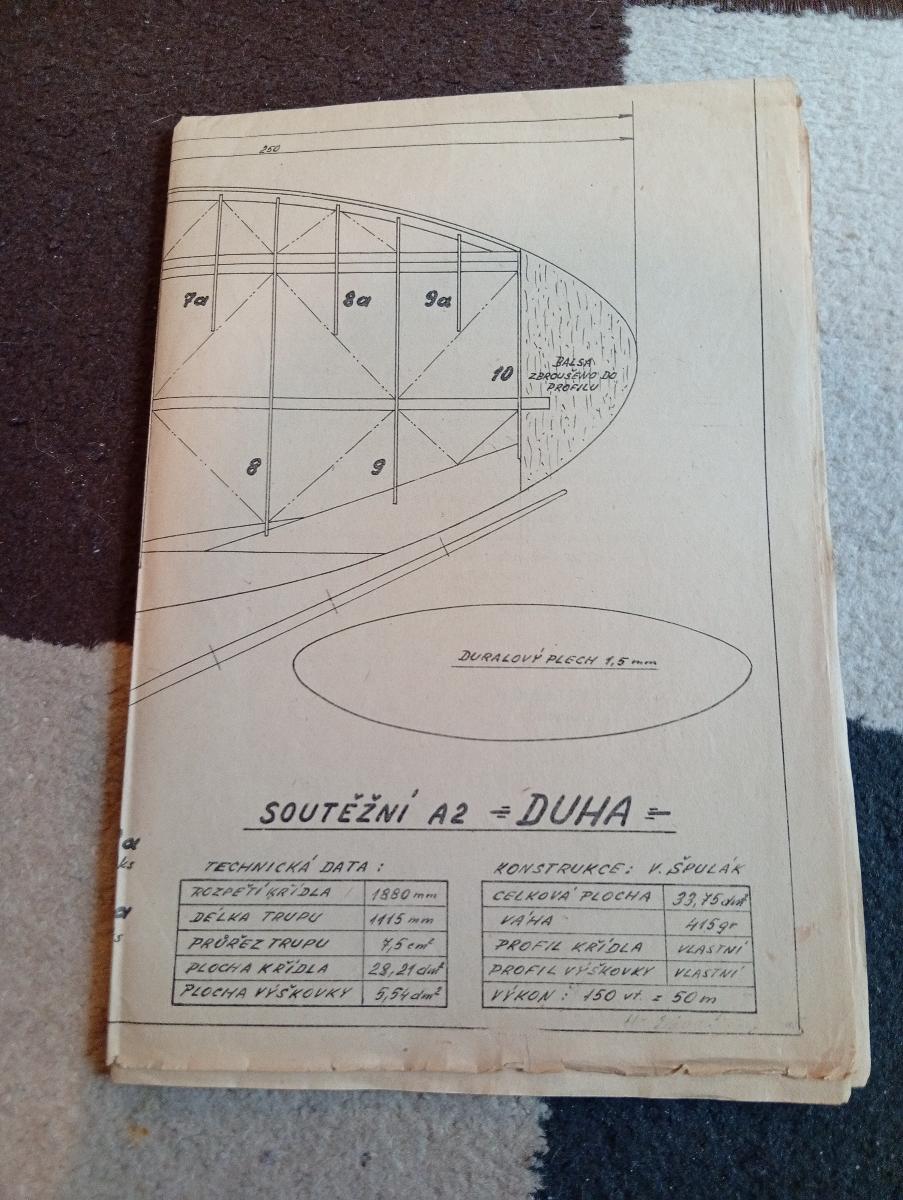 250
7a
8a
9a
10
BALSA
ZBROUŠENO DO
PROFILU
8
9
DURALOVÝ PLECH 1,5 mm
SOUTĚŽNÍ A2 = DUHA =
a
ks
TECHNICKÁ DATA :
ROZPĚTÍ KŘÍDLA 1880 mm
DÉLKA TRUPU 1115 mm
PRŮŘEZ TRUPU 7,5 cm²
PLOCHA KŘÍDLA 28,21 dm²
PLOCHA VÝŠKOVKY 5,54 dm²
KONSTRUKCE : V. ŠPULÁK
CELKOVÁ PLOCHA 33,75 dm²
VÁHA 415 gr
PROFIL KŘÍDLA VLASTNÍ
PROFIL VÝŠKOVKY VLASTNÍ
VÝKON : 150 vt. z 50 m